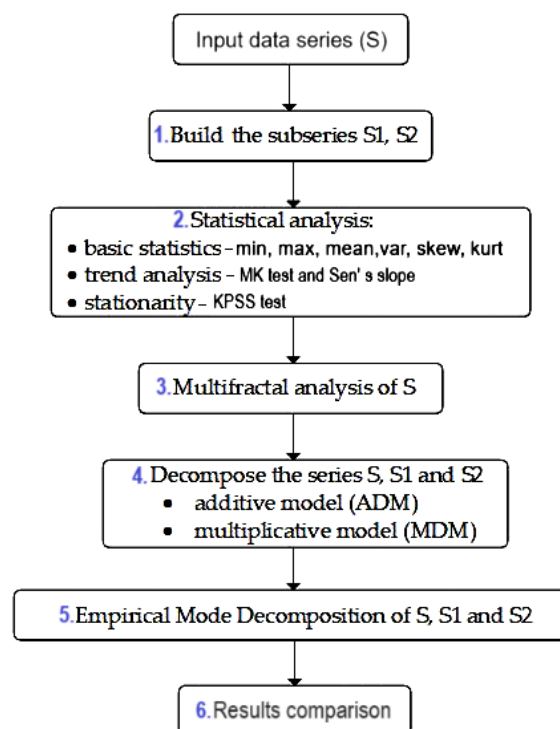 Input data series (S)
1.Build the subseries S1, S2
2.Statistical analysis:
• basic statistics – min, max, mean,var, skew, kurt
• trend analysis – MK test and Sen's slope
• stationarity – KPSS test
3.Multifractal analysis of S
4.Decompose the series S, S1 and S2
• additive model (ADM)
• multiplicative model (MDM)
5.Empirical Mode Decomposition of S, S1 and S2
6.Results comparison